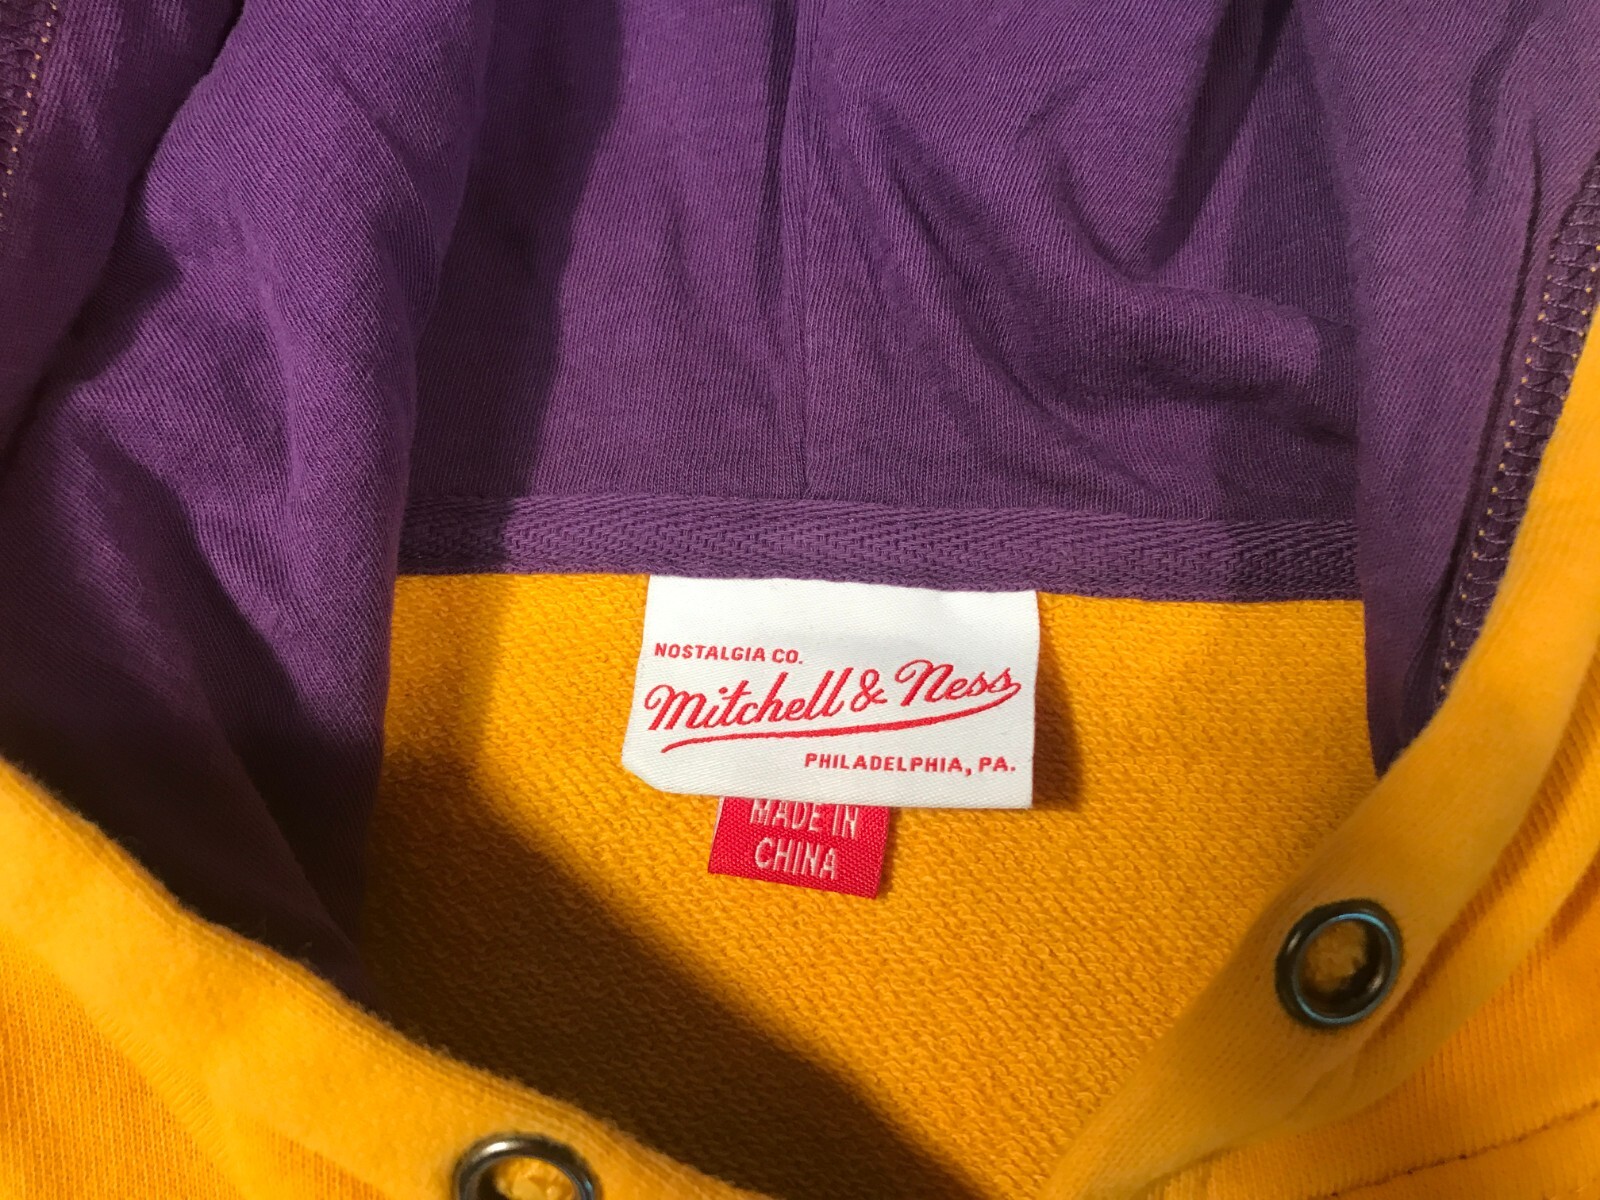 NOSTALGIA CO.
Mitchell & Ness
PHILADELPHIA, PA.
MADE IN
CHINA